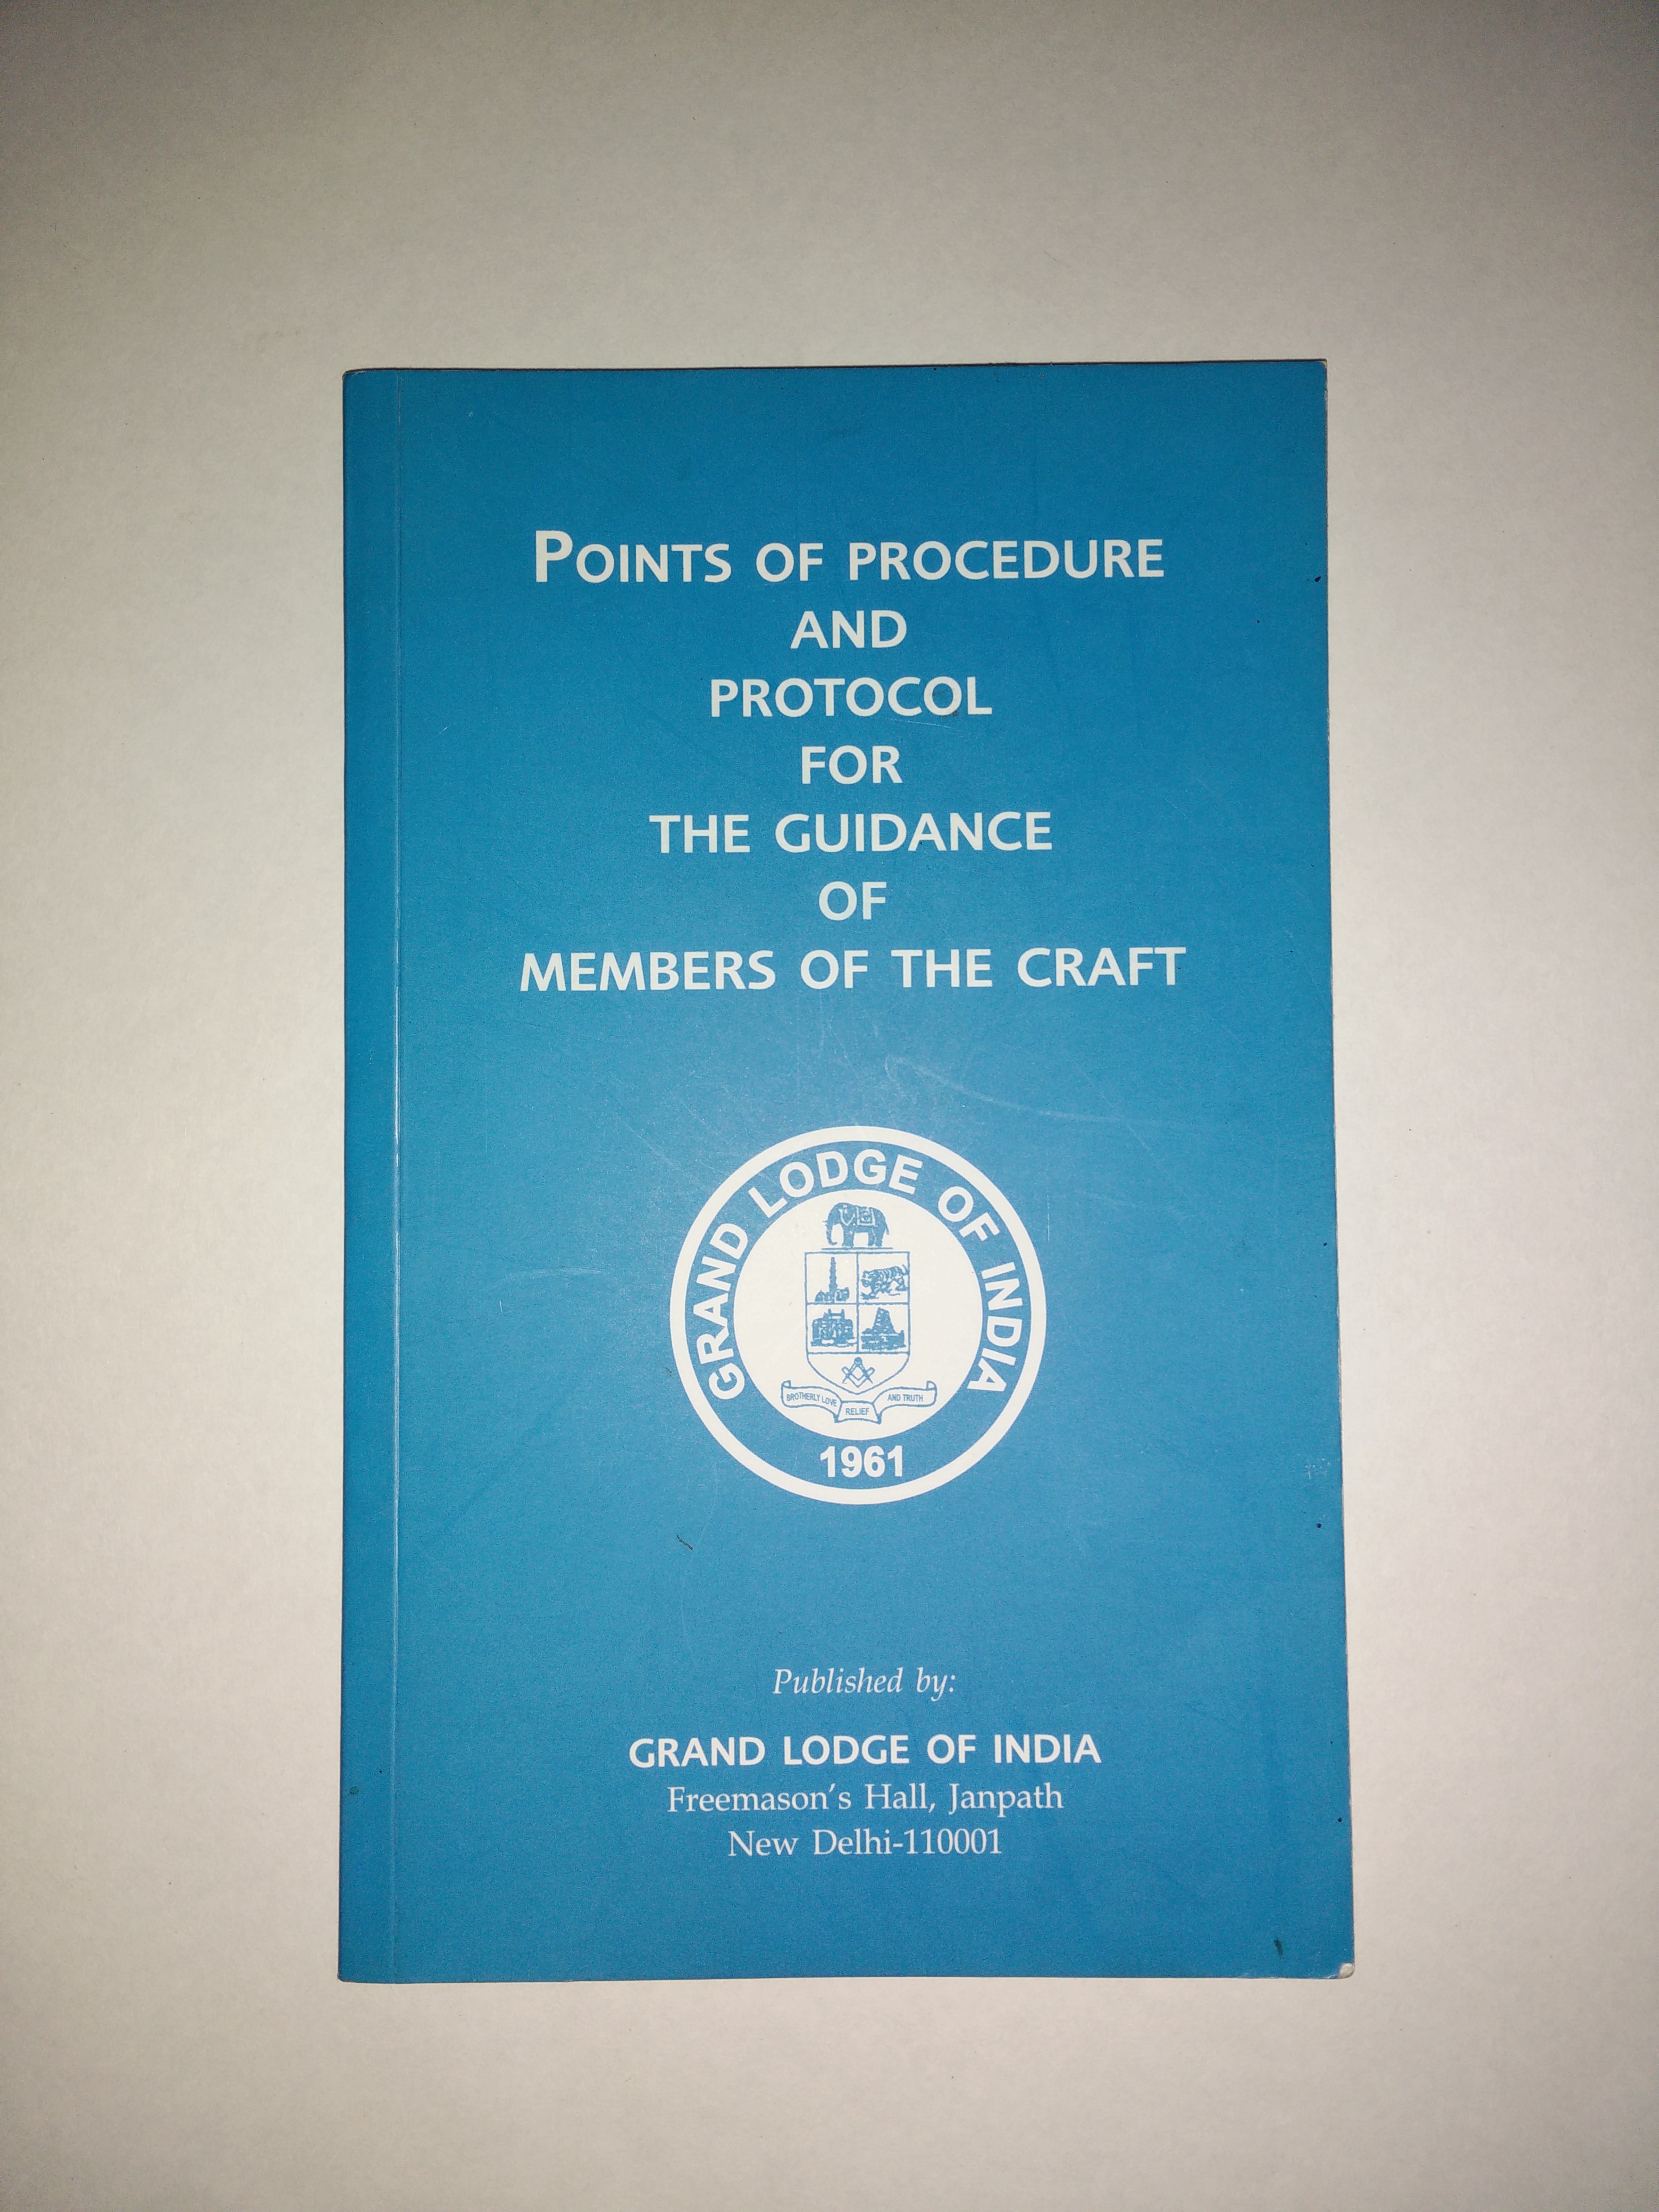 POINTS OF PROCEDURE
AND
PROTOCOL
FOR
THE GUIDANCE
OF
MEMBERS OF THE CRAFT
GRAND LODGE OF INDIA
BROTHERLY LOVE
RELIEF
AND TRUTH
1961
Published by:
GRAND LODGE OF INDIA
Freemason's Hall, Janpath
New Delhi-110001